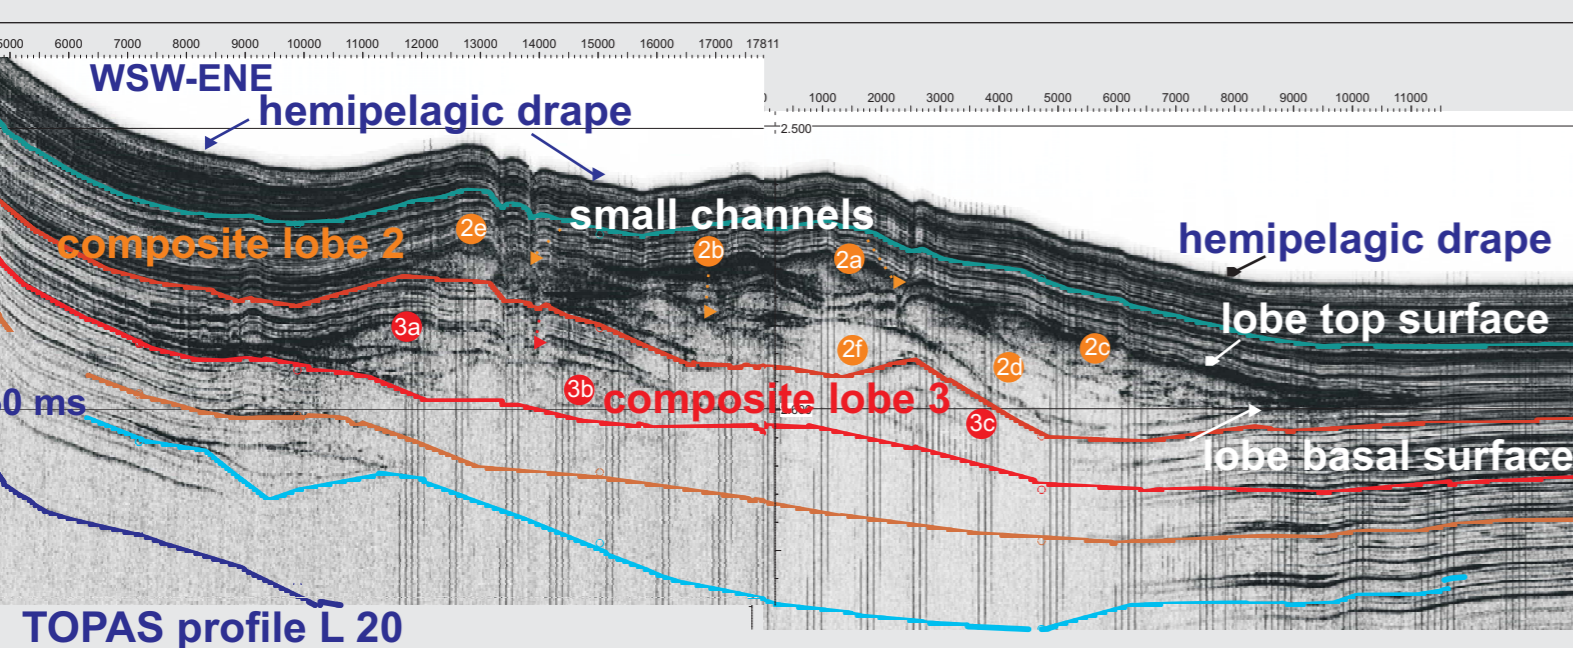 5000 6000 7000 8000 9000 10000 11000 12000 13000 14000 15000 16000 17000 17811
WSW-ENE
0 1000 2000 3000 4000 5000 6000 7000 8000 9000 10000 11000
hemipelagic drape
2.500
small channels
2e
composite lobe 2
2b
2a
hemipelagic drape
lobe top surface
3a
2f
2c
2d
3b
composite lobe 3
0 ms
3c
lobe basal surface
TOPAS profile L 20